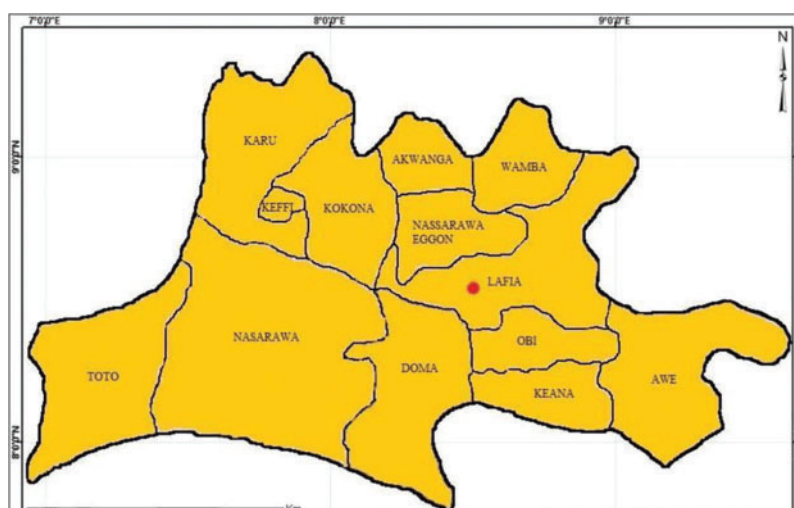 7°0'0"E 8°0'0"E 9°0'0"E
N
KARU
9°0'0"N
AKWANGA
WAMBA
KEFFI
KOKONA
NASSARAWA
EGGON
LAFIA
NASARAWA
OBI
DOMA
TOTO
KEANA
AWE
8°0'0"N